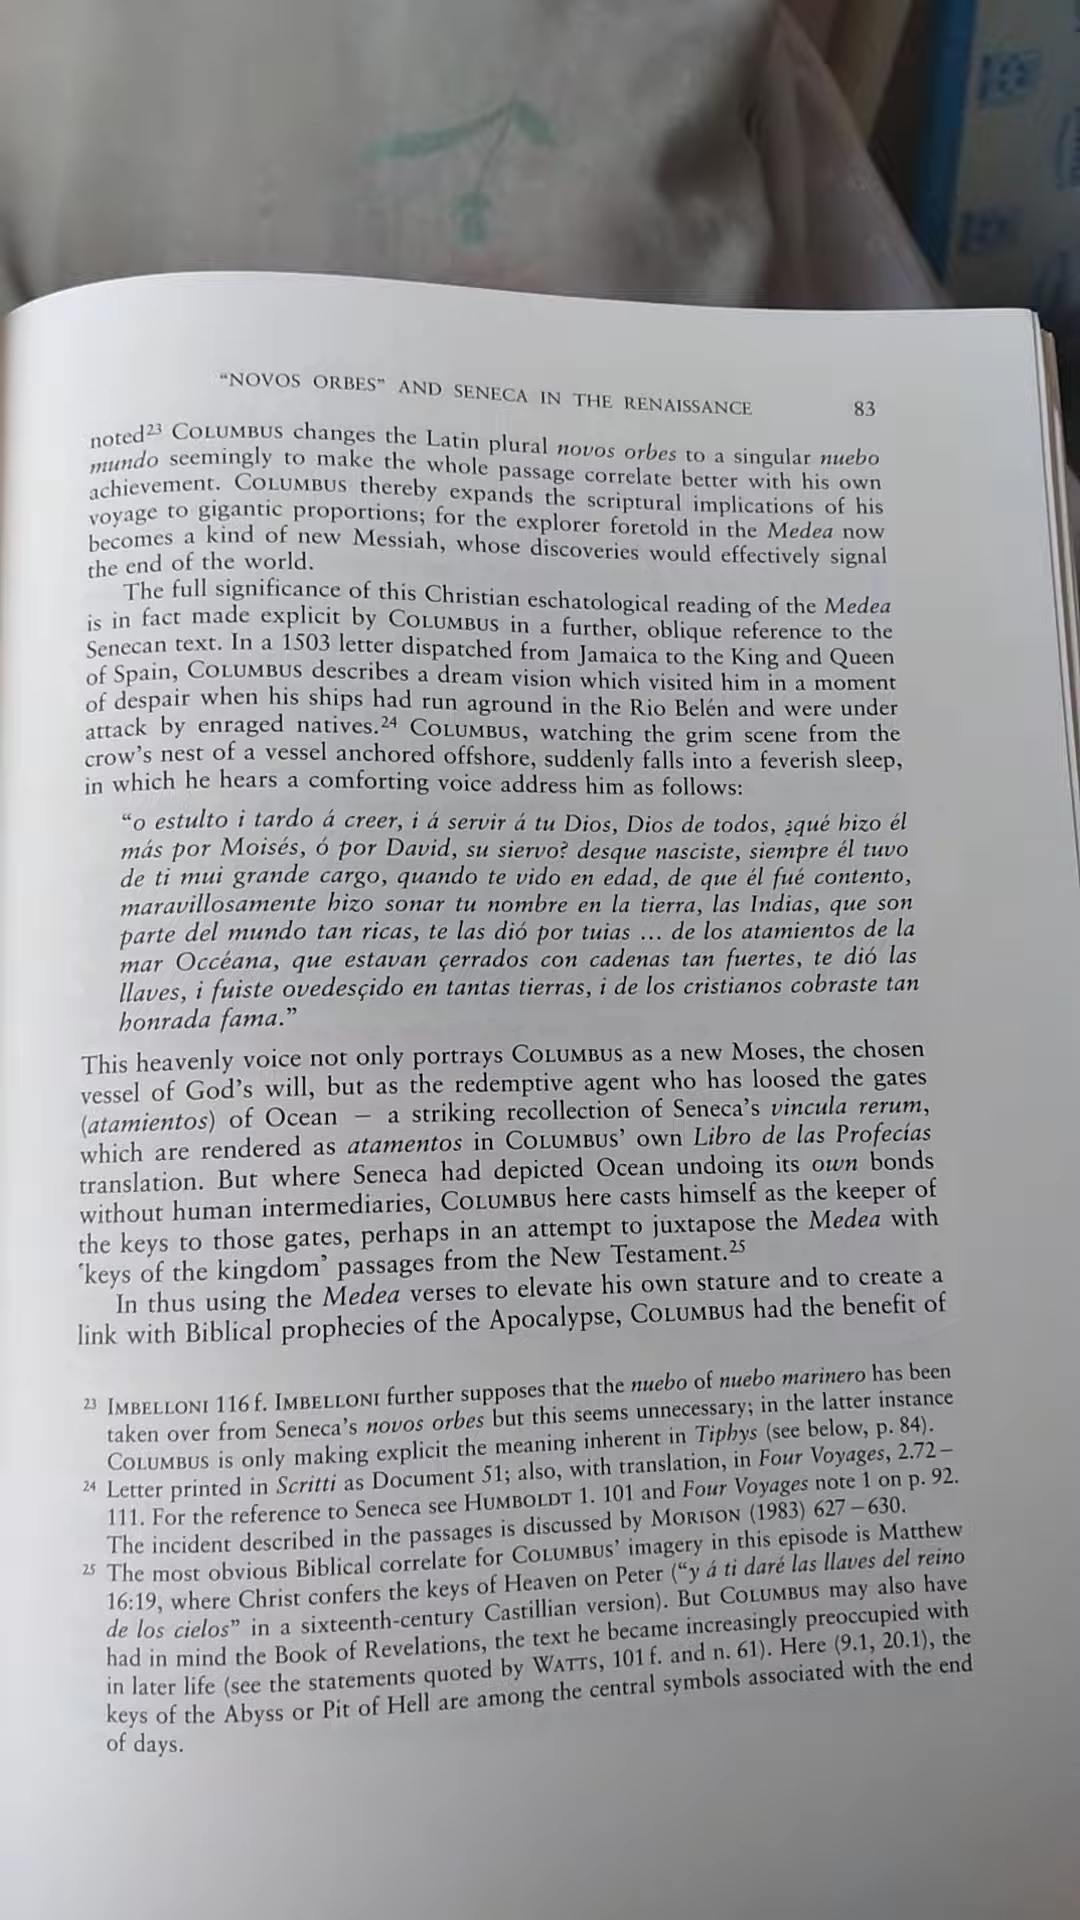 "NOVOS ORBES" AND SENECA IN THE RENAISSANCE 83
noted23 COLUMBUS changes the Latin plural novos orbes to a singular nuebo
mundo seemingly to make the whole passage correlate better with his own
achievement. COLUMBUS thereby expands the scriptural implications of his
voyage to gigantic proportions; for the explorer foretold in the Medea now
becomes a kind of new Messiah, whose discoveries would effectively signal
the end of the world.
The full significance of this Christian eschatological reading of the Medea
is in fact made explicit by COLUMBUS in a further, oblique reference to the
Senecan text. In a 1503 letter dispatched from Jamaica to the King and Queen
of Spain, COLUMBUS describes a dream vision which visited him in a moment
of despair when his ships had run aground in the Rio Belén and were under
attack by enraged natives.24 COLUMBUS, watching the grim scene from the
crow's nest of a vessel anchored offshore, suddenly falls into a feverish sleep,
in which he hears a comforting voice address him as follows:
"o estulto i tardo á creer, i á servir á tu Dios, Dios de todos, ¿qué hizo él
más por Moisés, ó por David, su siervo? desque nasciste, siempre él tuvo
de ti mui grande cargo, quando te vido en edad, de que él fué contento,
maravillosamente hizo sonar tu nombre en la tierra, las Indias, que son
parte del mundo tan ricas, te las dió por tuias ... de los atamientos de la
mar Occéana, que estavan çerrados con cadenas tan fuertes, te dió las
llaves, i fuiste ovedesçido en tantas tierras, i de los cristianos cobraste tan
honrada fama."
This heavenly voice not only portrays COLUMBUS as a new Moses, the chosen
vessel of God's will, but as the redemptive agent who has loosed the gates
(atamientos) of Ocean – a striking recollection of Seneca's vincula rerum,
which are rendered as atamentos in COLUMBUS' own Libro de las Profecías
translation. But where Seneca had depicted Ocean undoing its own bonds
without human intermediaries, COLUMBUS here casts himself as the keeper of
the keys to those gates, perhaps in an attempt to juxtapose the Medea with
'keys of the kingdom' passages from the New Testament.25
In thus using the Medea verses to elevate his own stature and to create a
link with Biblical prophecies of the Apocalypse, COLUMBUS had the benefit of
23 IMBELLONI 116 f. IMBELLONI further supposes that the nuebo of nuebo marinero has been
taken over from Seneca's novos orbes but this seems unnecessary; in the latter instance
COLUMBUS is only making explicit the meaning inherent in Tiphys (see below, p. 84).
24 Letter printed in Scritti as Document 51; also, with translation, in Four Voyages, 2.72–
111. For the reference to Seneca see HUMBOLDT 1. 101 and Four Voyages note 1 on p. 92.
The incident described in the passages is discussed by MORISON (1983) 627–630.
25 The most obvious Biblical correlate for COLUMBUS' imagery in this episode is Matthew
16:19, where Christ confers the keys of Heaven on Peter ("y á ti daré las llaves del reino
de los cielos" in a sixteenth-century Castillian version). But COLUMBUS may also have
had in mind the Book of Revelations, the text he became increasingly preoccupied with
in later life (see the statements quoted by WATTS, 101 f. and n. 61). Here (9.1, 20.1), the
keys of the Abyss or Pit of Hell are among the central symbols associated with the end
of days.